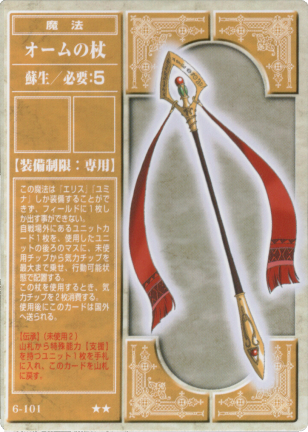 魔法
オームの杖
蘇生／必要:5
【装備制限：専用】
この魔法は「エリス」「ユミ
ナ」しか装備することができ
ず、フィールドに1枚し
か出す事ができない。
自戦場外にあるユニットカ
ード1枚を、使用したユニッ
トの後ろのマスに、未使
用チップから気力チップを
最大まで乗せ、行動可能状
態で配置する。
この杖を使用するとき、気
力チップを2枚消費する。
使用後にこのカードは国外
へ送られる。
【伝承】(未使用2)
山札から特殊能力【支援】
を持つユニット1枚を手
に入れ、このカードを山札
に戻す。
6-101
★★